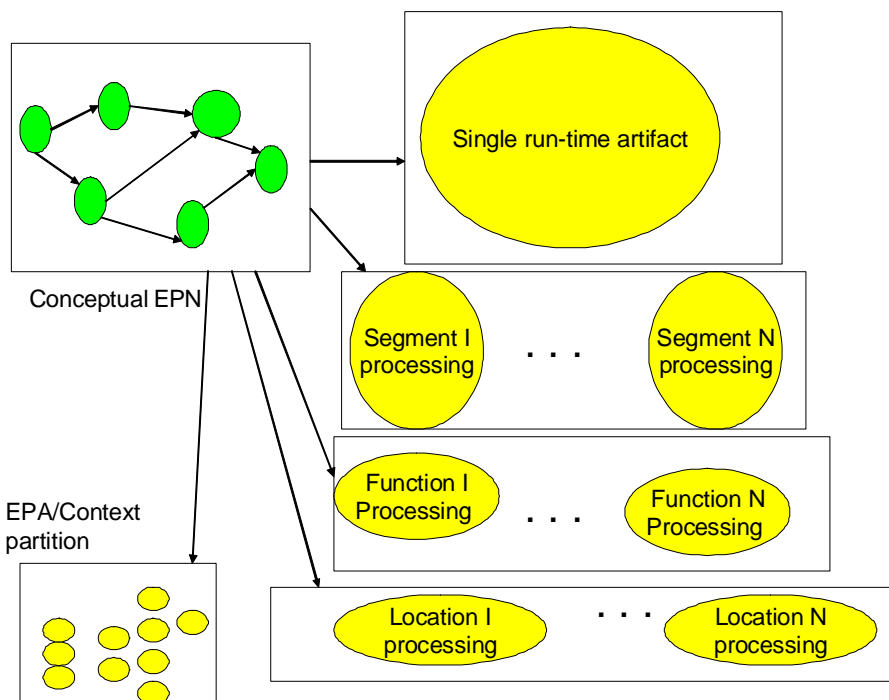 Single run-time artifact
Conceptual EPN
Segment I
processing
. . .
Segment N
processing
Function I
Processing
. . .
Function N
Processing
EPA/Context
partition
Location I
processing
. . .
Location N
processing